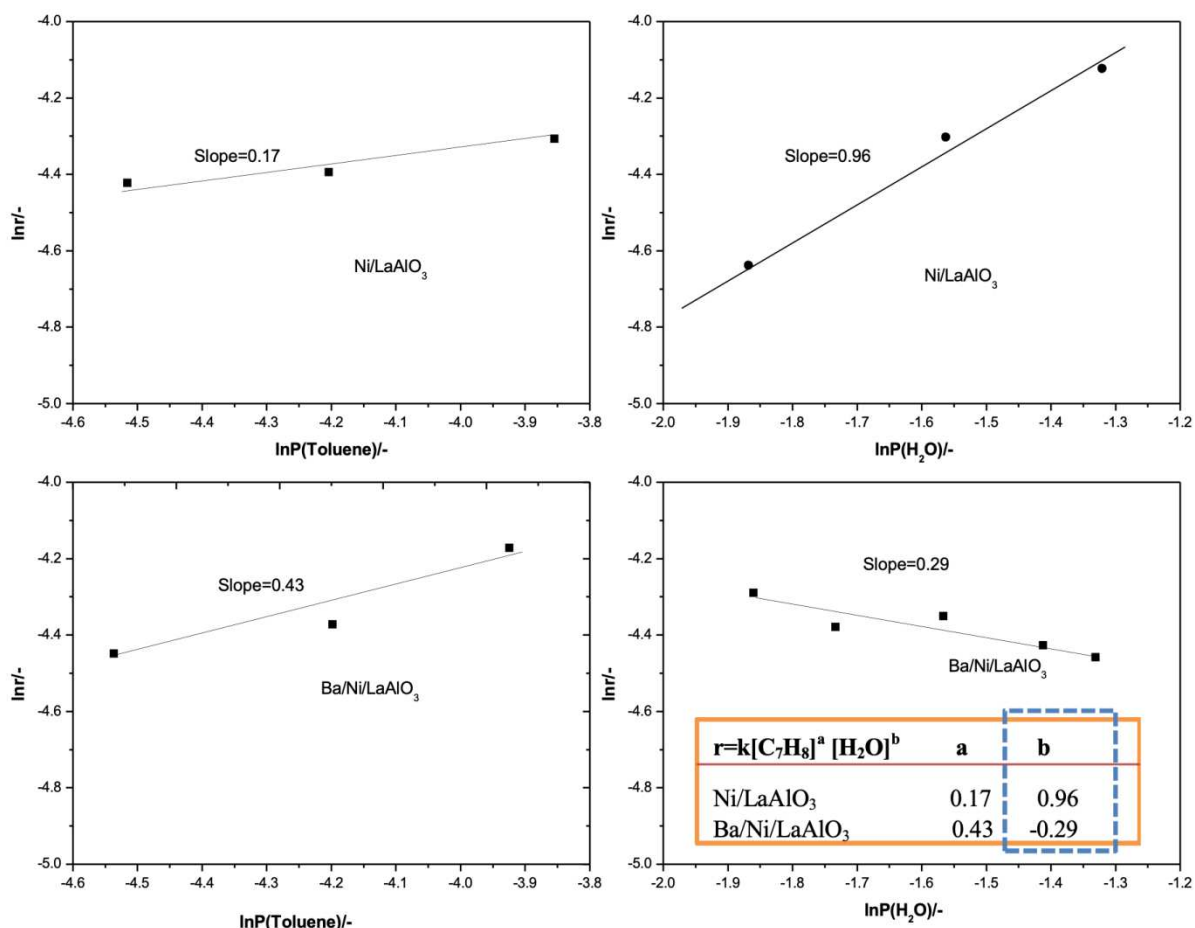 -4.0
-4.2
-4.4
-4.6
-4.8
-5.0
lnr/-
Slope=0.17
Ni/LaAlO₃
-4.6 -4.5 -4.4 -4.3 -4.2 -4.1 -4.0 -3.9 -3.8
lnP(Toluene)/-
-4.0
-4.2
-4.4
-4.6
-4.8
-5.0
lnr/-
Slope=0.96
Ni/LaAlO₃
-2.0 -1.9 -1.8 -1.7 -1.6 -1.5 -1.4 -1.3 -1.2
lnP(H₂O)/-
-4.0
-4.2
-4.4
-4.6
-4.8
-5.0
lnr/-
Slope=0.43
Ba/Ni/LaAlO₃
-4.6 -4.5 -4.4 -4.3 -4.2 -4.1 -4.0 -3.9 -3.8
lnP(Toluene)/-
-4.0
-4.2
-4.4
-4.6
-4.8
-5.0
lnr/-
Slope=0.29
Ba/Ni/LaAlO₃
r=k[C₇H₈]ᵃ [H₂O]ᵇ a b
Ni/LaAlO₃ 0.17 0.96
Ba/Ni/LaAlO₃ 0.43 -0.29
-2.0 -1.9 -1.8 -1.7 -1.6 -1.5 -1.4 -1.3 -1.2
lnP(H₂O)/-